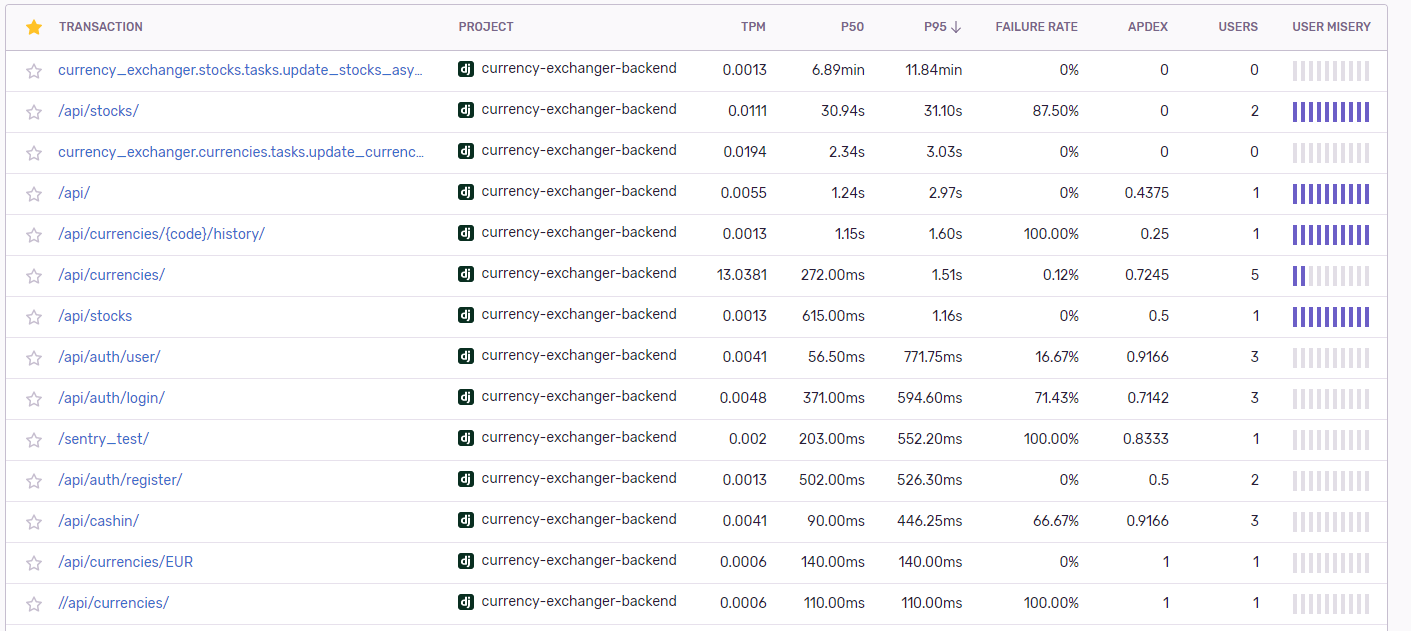 TRANSACTION PROJECT TPM P50 P95 ↓ FAILURE RATE APDEX USERS USER MISERY
currency_exchanger.stocks.tasks.update_stocks_asy… dj currency-exchanger-backend 0.0013 6.89min 11.84min 0% 0 0
/api/stocks/ dj currency-exchanger-backend 0.0111 30.94s 31.10s 87.50% 0 2
currency_exchanger.currencies.tasks.update_currenc… dj currency-exchanger-backend 0.0194 2.34s 3.03s 0% 0 0
/api/ dj currency-exchanger-backend 0.0055 1.24s 2.97s 0% 0.4375 1
/api/currencies/{code}/history/ dj currency-exchanger-backend 0.0013 1.15s 1.60s 100.00% 0.25 1
/api/currencies/ dj currency-exchanger-backend 13.0381 272.00ms 1.51s 0.12% 0.7245 5
/api/stocks dj currency-exchanger-backend 0.0013 615.00ms 1.16s 0% 0.5 1
/api/auth/user/ dj currency-exchanger-backend 0.0041 56.50ms 771.75ms 16.67% 0.9166 3
/api/auth/login/ dj currency-exchanger-backend 0.0048 371.00ms 594.60ms 71.43% 0.7142 3
/sentry_test/ dj currency-exchanger-backend 0.002 203.00ms 552.20ms 100.00% 0.8333 1
/api/auth/register/ dj currency-exchanger-backend 0.0013 502.00ms 526.30ms 0% 0.5 2
/api/cashin/ dj currency-exchanger-backend 0.0041 90.00ms 446.25ms 66.67% 0.9166 3
/api/currencies/EUR dj currency-exchanger-backend 0.0006 140.00ms 140.00ms 0% 1 1
//api/currencies/ dj currency-exchanger-backend 0.0006 110.00ms 110.00ms 100.00% 1 1